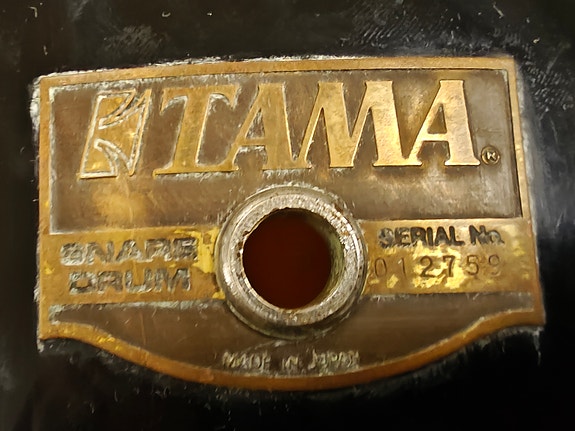 TAMA®
SNARE DRUM
SERIAL No.
012759
MADE IN JAPAN